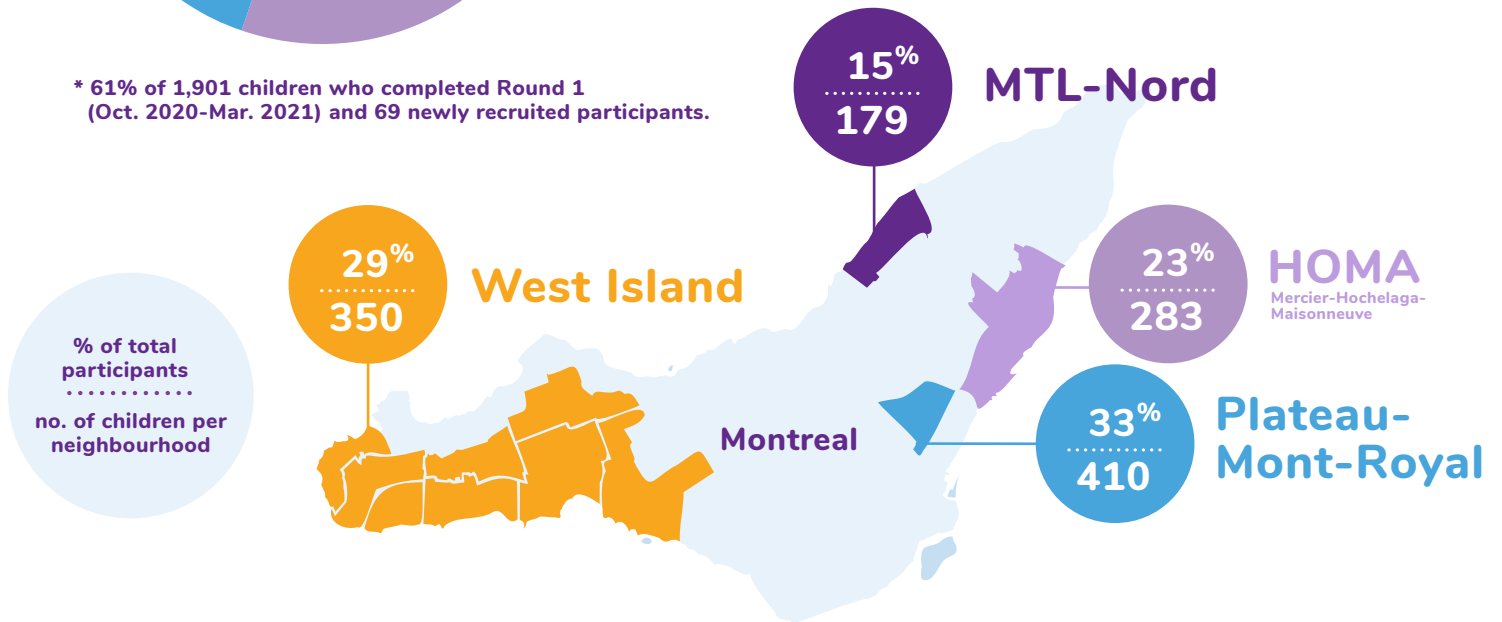 * 61% of 1,901 children who completed Round 1
(Oct. 2020-Mar. 2021) and 69 newly recruited participants.
15%
179
MTL-Nord
29%
350
West Island
23%
283
HOMA
Mercier-Hochelaga-
Maisonneuve
% of total
participants
no. of children per
neighbourhood
Montreal
33%
410
Plateau-
Mont-Royal